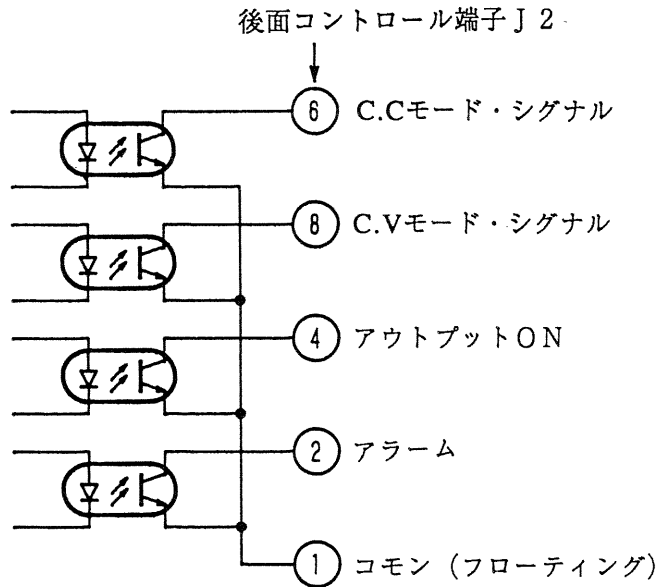 後面コントロール端子J2
6 C.Cモード・シグナル
8 C.Vモード・シグナル
4 アウトプットON
2 アラーム
1 コモン(フローティング)